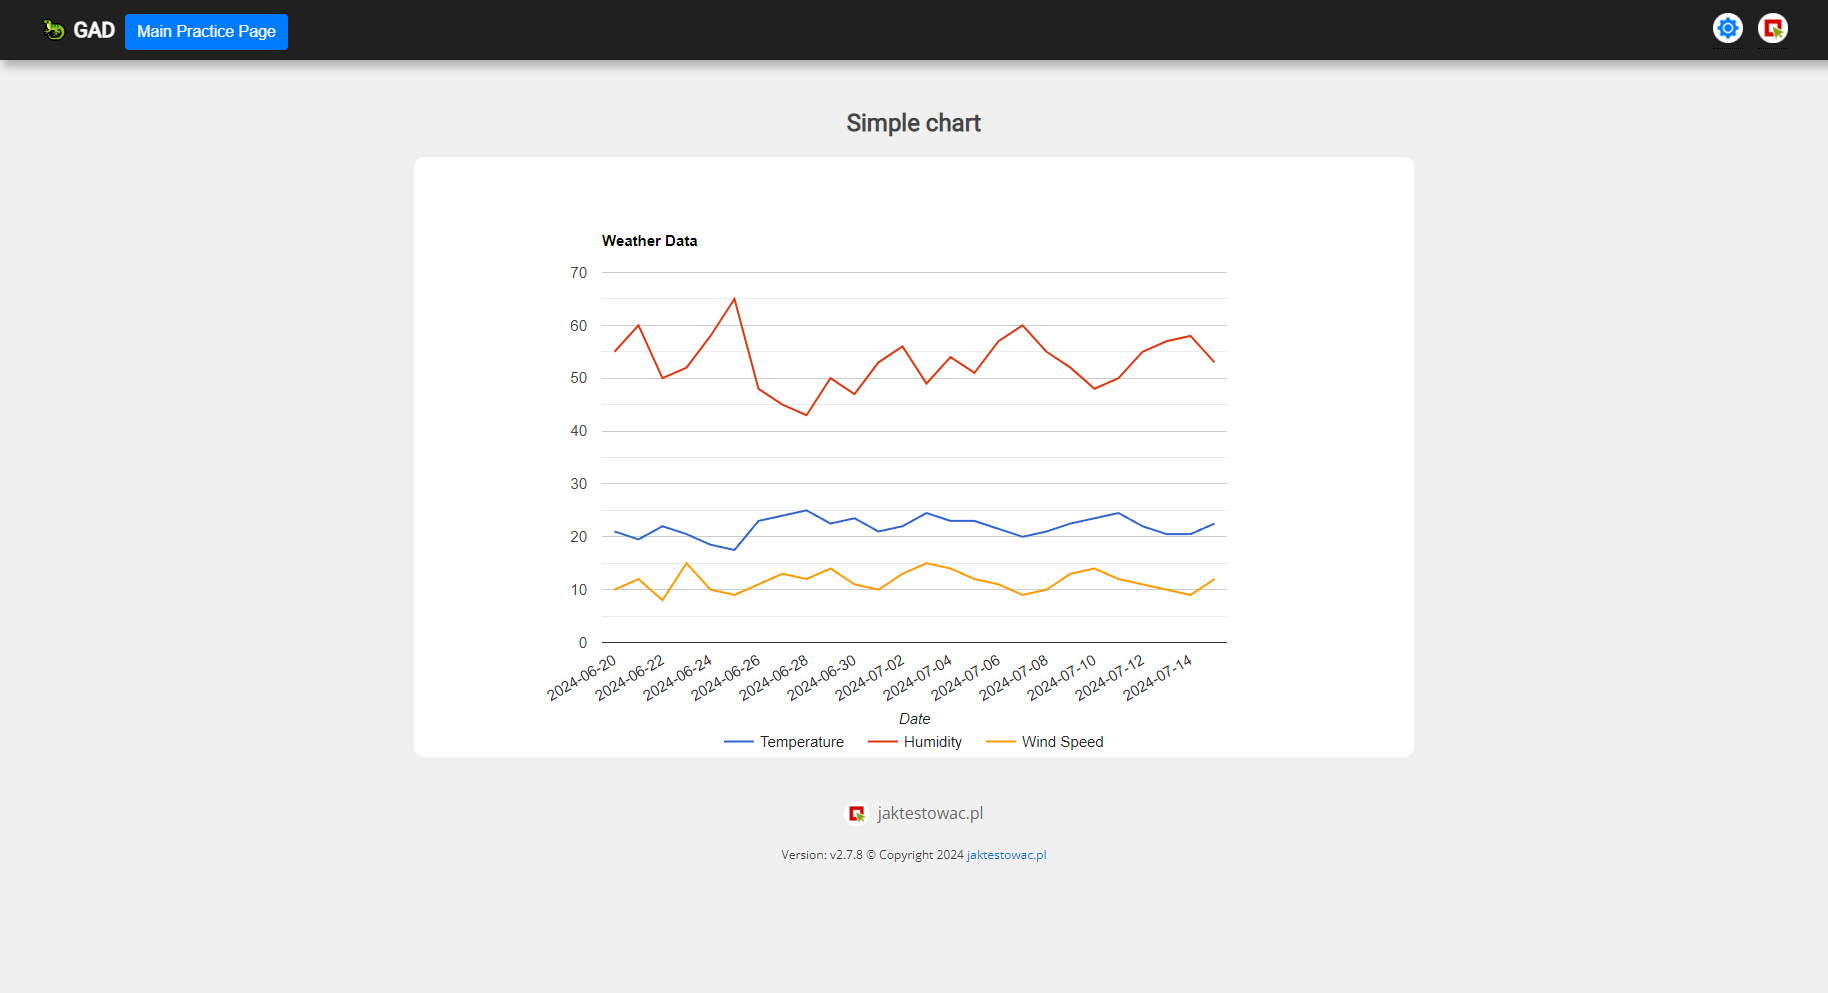 GAD Main Practice Page
Simple chart
Weather Data
70
60
50
40
30
20
10
0
2024-06-20 2024-06-22 2024-06-24 2024-06-26 2024-06-28 2024-06-30 2024-07-02 2024-07-04 2024-07-06 2024-07-08 2024-07-10 2024-07-12 2024-07-14
Date
Temperature Humidity Wind Speed
jaktestowac.pl
Version: v2.7.8 © Copyright 2024 jaktestowac.pl